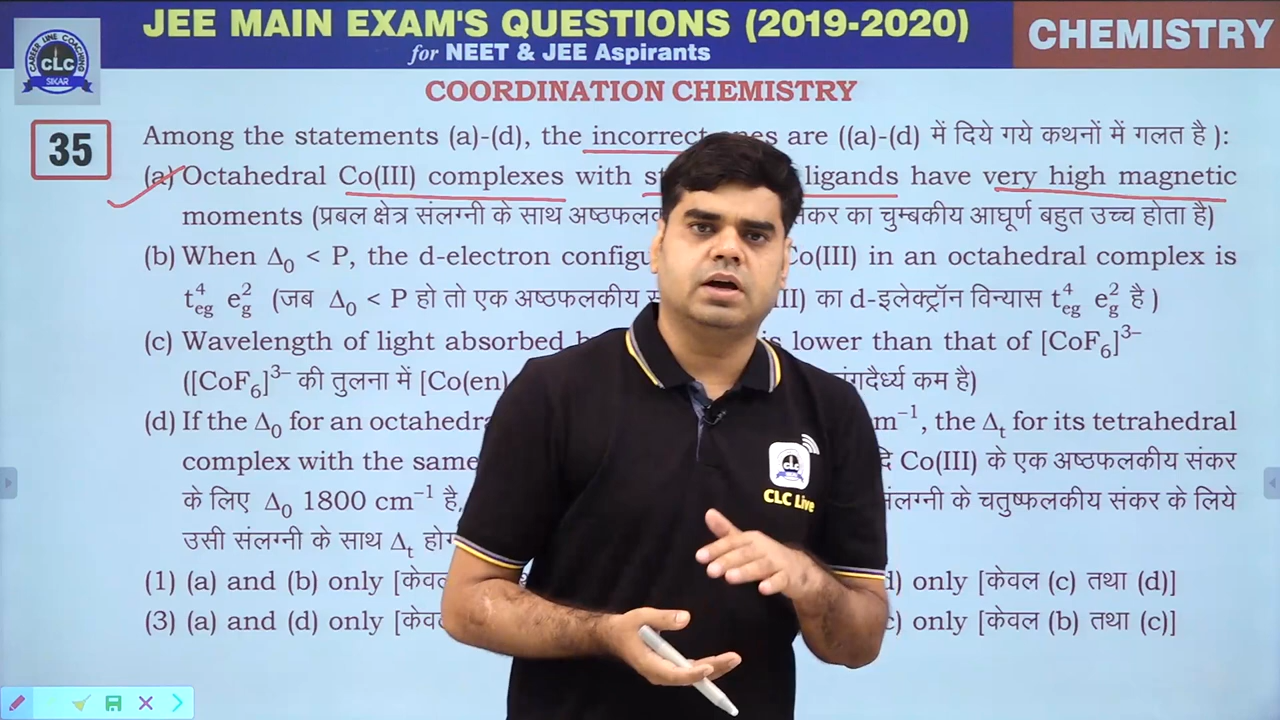 JEE MAIN EXAM'S QUESTIONS (2019-2020)
for NEET & JEE Aspirants
CHEMISTRY
CAREER LINE COACHING
CLC
SIKAR
COORDINATION CHEMISTRY
35
Among the statements (a)-(d), the incorrect are ((a)-(d) में दिये गये कथनों में गलत है ):
(a) Octahedral Co(III) complexes with ligands have very high magnetic
moments (प्रबल क्षेत्र संलग्नी के साथ का चुम्बकीय आघूर्ण बहुत उच्च होता है)
(b) When Δ₀ < P, the d-electron Co(III) in an octahedral complex is
t⁴eg e²g (जब Δ₀ < P हो तो एक अष्ठफलकीय का d-इलेक्ट्रॉन विन्यास t⁴eg e²g है )
(c) Wavelength of light absorbed is lower than that of [CoF₆]³⁻
([CoF₆]³⁻ की तुलना में [Co(en) कम है)
(d) If the Δ₀ for an cm⁻¹, the Δt for its tetrahedral
complex with the same Co(III) के एक अष्ठफलकीय संकर
के लिए Δ₀ 1800 cm⁻¹ है, के चतुष्फलकीय संकर के लिये
उसी संलग्नी के साथ Δt
(1) (a) and (b) only only [केवल (c) तथा (d)]
(3) (a) and (d) only only [केवल (b) तथा (c)]
CLC
CLC Live